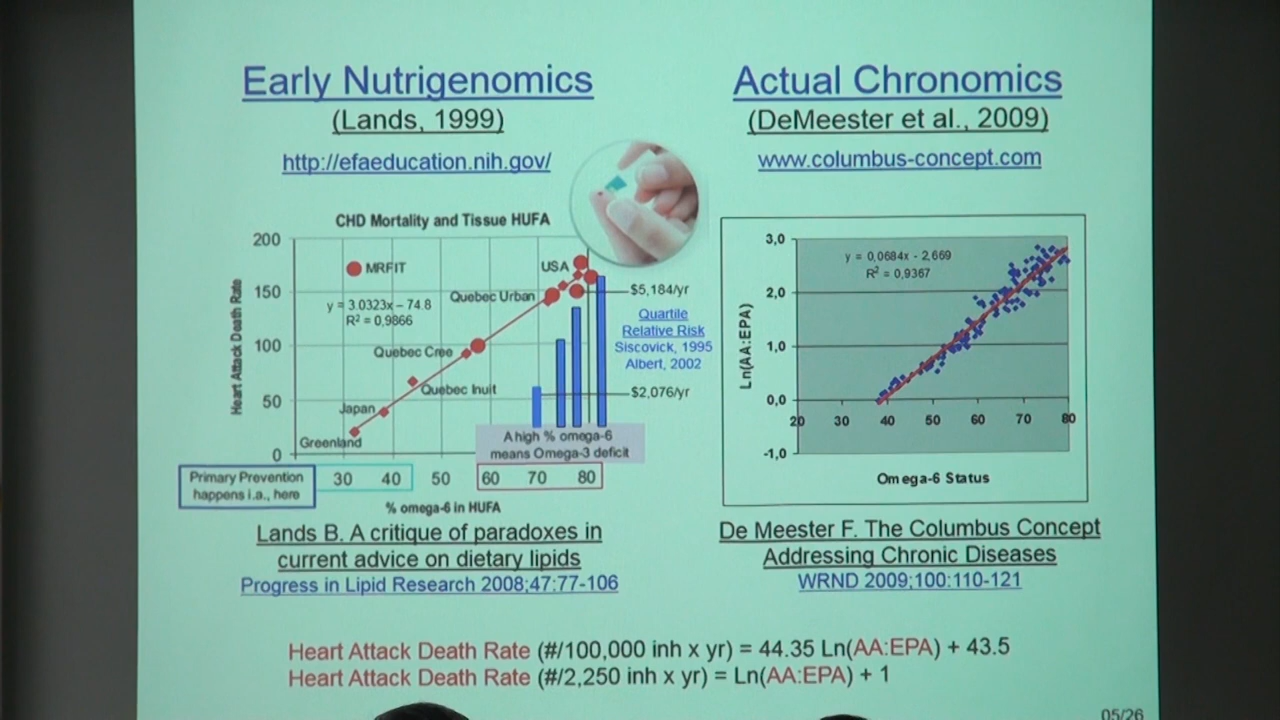 Early Nutrigenomics
(Lands, 1999)
http://efaeducation.nih.gov/
CHD Mortality and Tissue HUFA
Heart Attack Death Rate
200
150
100
50
0
MRFIT
y = 3.0323x – 74.8
R² = 0,9866
USA
Quebec Urban
Quebec Cree
Quebec Inuit
Japan
Greenland
$5,184/yr
Quartile
Relative Risk
Siscovick, 1995
Albert, 2002
$2,076/yr
A high % omega-6
means Omega-3 deficit
Primary Prevention
happens i.a., here
30 40 50 60 70 80
% omega-6 in HUFA
Lands B. A critique of paradoxes in
current advice on dietary lipids
Progress in Lipid Research 2008;47:77-106
Actual Chronomics
(DeMeester et al., 2009)
www.columbus-concept.com
Ln(AA:EPA)
3,0
2,0
1,0
0,0
-1,0
y = 0,0684x - 2,669
R² = 0,9367
20 30 40 50 60 70 80
Omega-6 Status
De Meester F. The Columbus Concept
Addressing Chronic Diseases
WRND 2009;100:110-121
Heart Attack Death Rate (#/100,000 inh x yr) = 44.35 Ln(AA:EPA) + 43.5
Heart Attack Death Rate (#/2,250 inh x yr) = Ln(AA:EPA) + 1
05/26